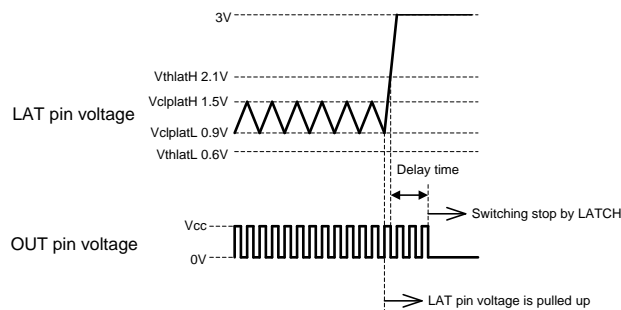 3V
VthlatH 2.1V
VclplatH 1.5V
LAT pin voltage
VclplatL 0.9V
VthlatL 0.6V
Delay time
Switching stop by LATCH
Vcc
OUT pin voltage
0V
LAT pin voltage is pulled up